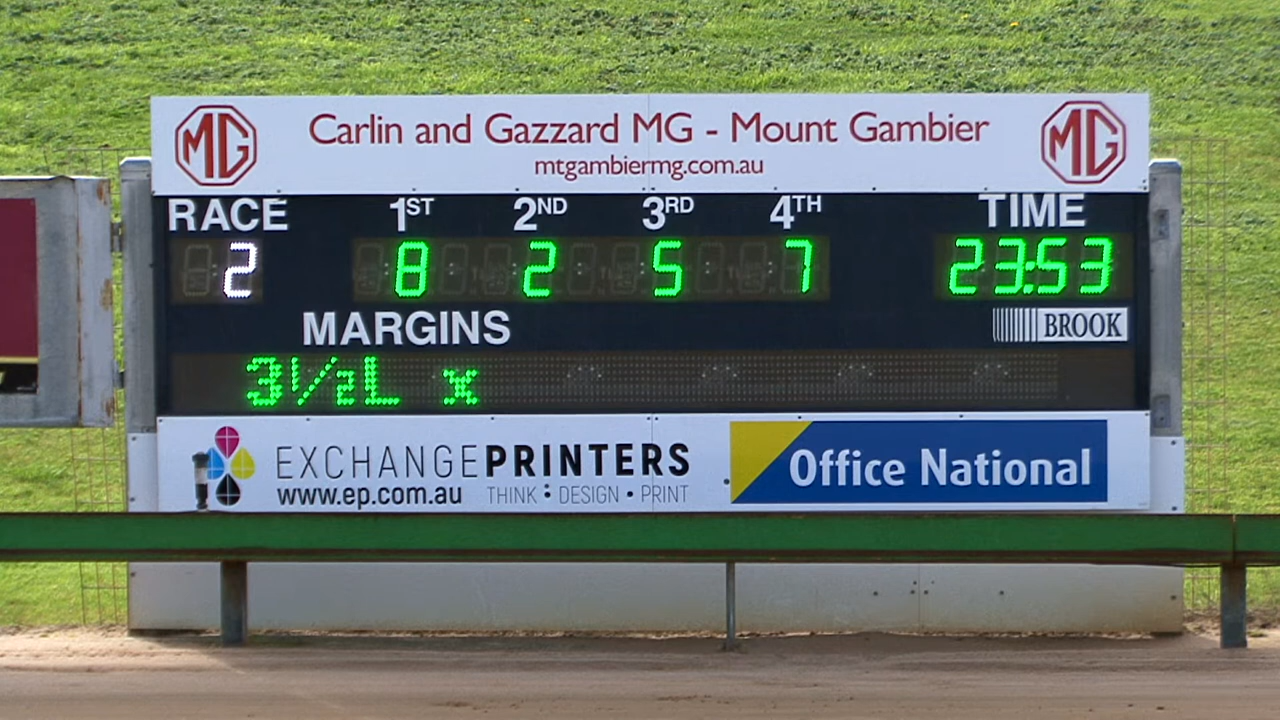 MG Carlin and Gazzard MG - Mount Gambier MG
mtgambiermg.com.au
RACE 1ST 2ND 3RD 4TH TIME
2 8 2 5 7 23:53
MARGINS BROOK
3½L x
EXCHANGEPRINTERS Office National
www.ep.com.au THINK : DESIGN • PRINT